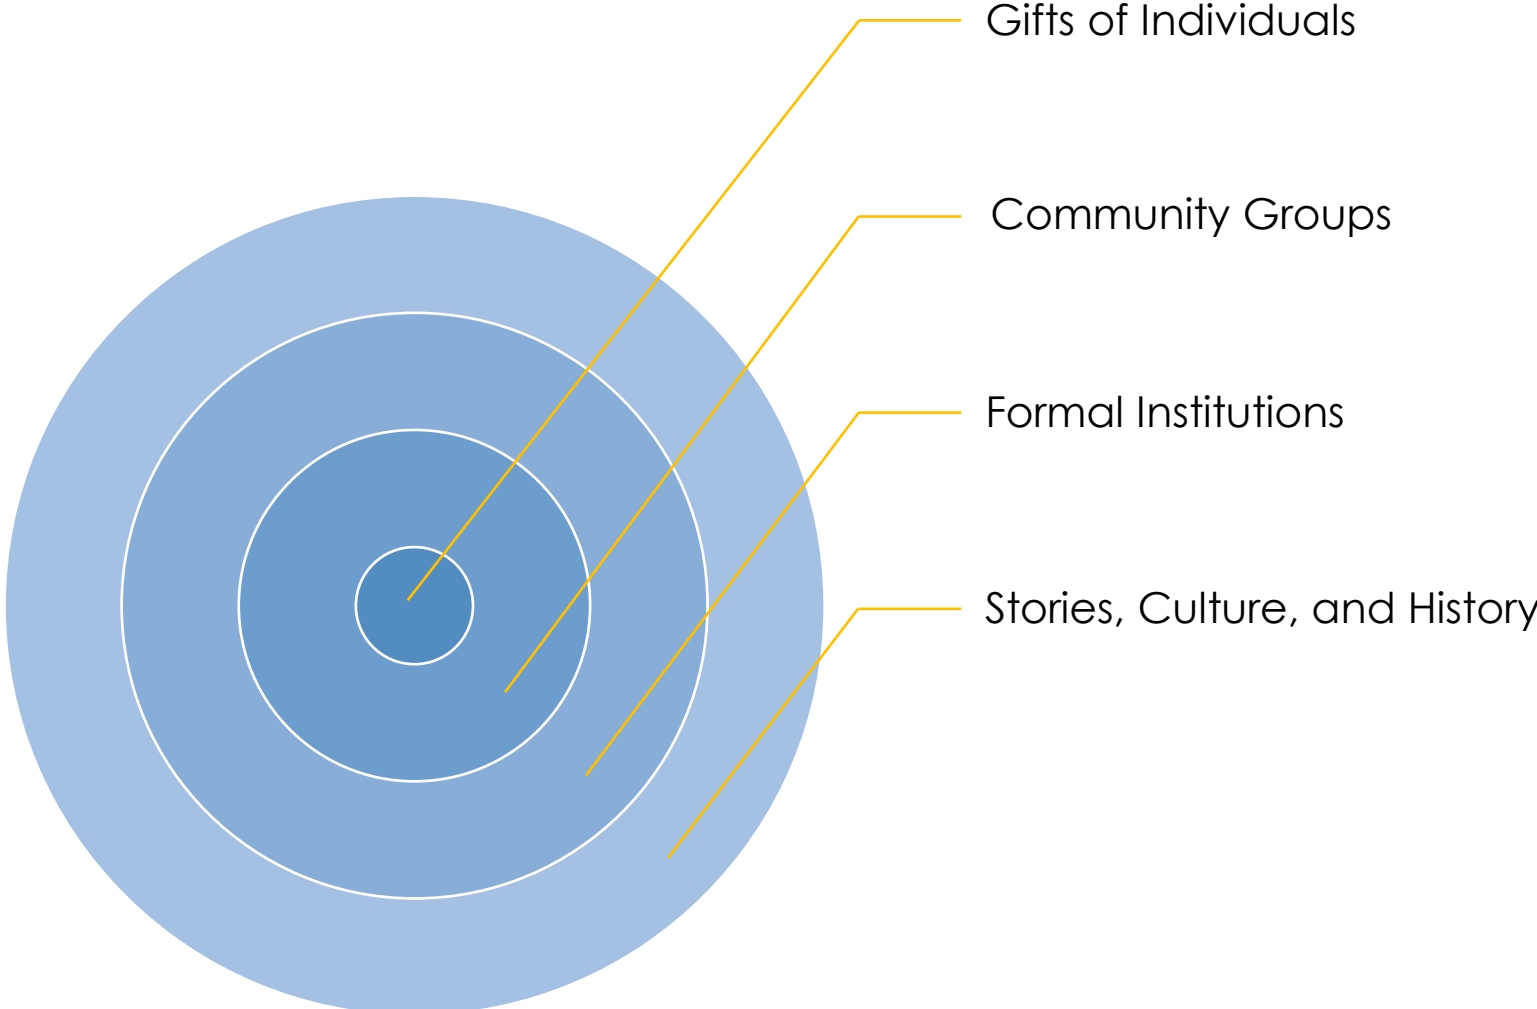 Gifts of Individuals
Community Groups
Formal Institutions
Stories, Culture, and History